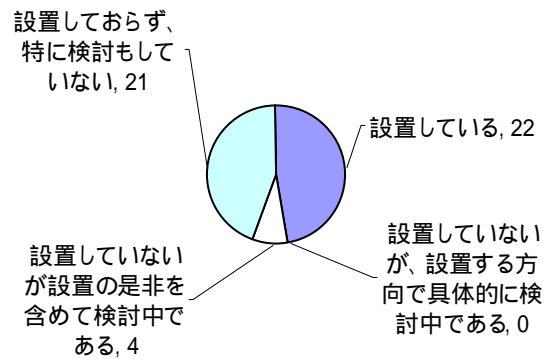 設置しておらず、
特に検討もして
いない, 21
設置している, 22
設置していない
が、設置する方
向で具体的に検
討中である, 0
設置していない
が設置の是非を
含めて検討中で
ある, 4